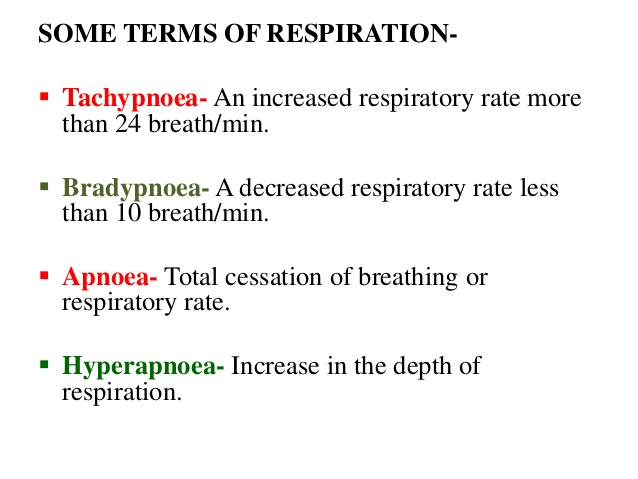 SOME TERMS OF RESPIRATION-
▪ Tachypnoea- An increased respiratory rate more
than 24 breath/min.
▪ Bradypnoea- A decreased respiratory rate less
than 10 breath/min.
▪ Apnoea- Total cessation of breathing or
respiratory rate.
▪ Hyperapnoea- Increase in the depth of
respiration.